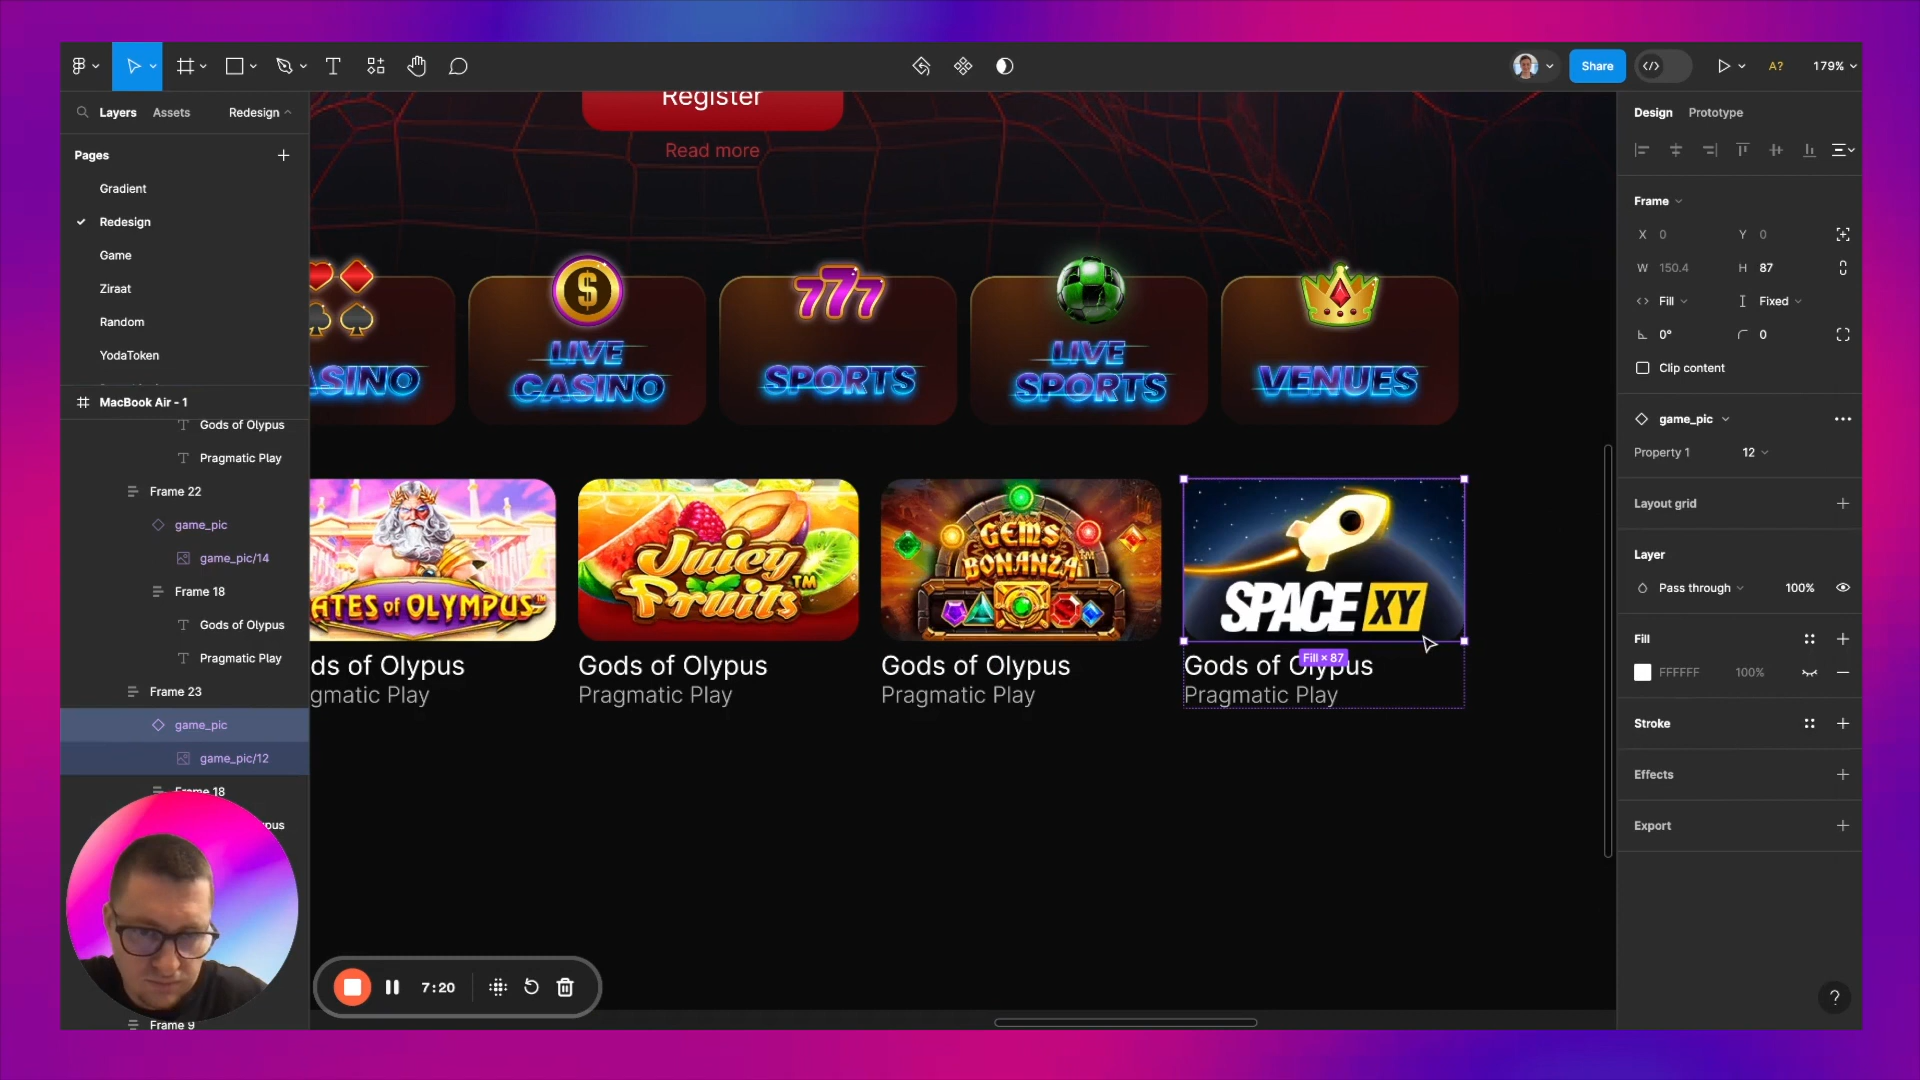 Share
A?
179%
Layers
Assets
Redesign
Pages
Gradient
Redesign
Game
Ziraat
Random
YodaToken
MacBook Air - 1
Gods of Olypus
Pragmatic Play
Frame 22
game_pic
game_pic/14
Frame 18
Gods of Olypus
Pragmatic Play
Frame 23
game_pic
game_pic/12
Frame 18
pus
Frame 9
Register
Read more
ASINO
LIVE
CASINO
777
SPORTS
LIVE
SPORTS
VENUES
$
ATES of OLYMPUS™
Juicy
Fruits™
GEMS
BONANZA™
SPACE XY
Fill × 87
ds of Olypus
gmatic Play
Gods of Olypus
Pragmatic Play
Gods of Olypus
Pragmatic Play
Gods of Olypus
Pragmatic Play
7:20
Design
Prototype
Frame
X 0
Y 0
W 150.4
H 87
Fill
Fixed
0°
0
Clip content
game_pic
Property 1
12
Layout grid
Layer
Pass through
100%
Fill
FFFFFF
100%
Stroke
Effects
Export
?